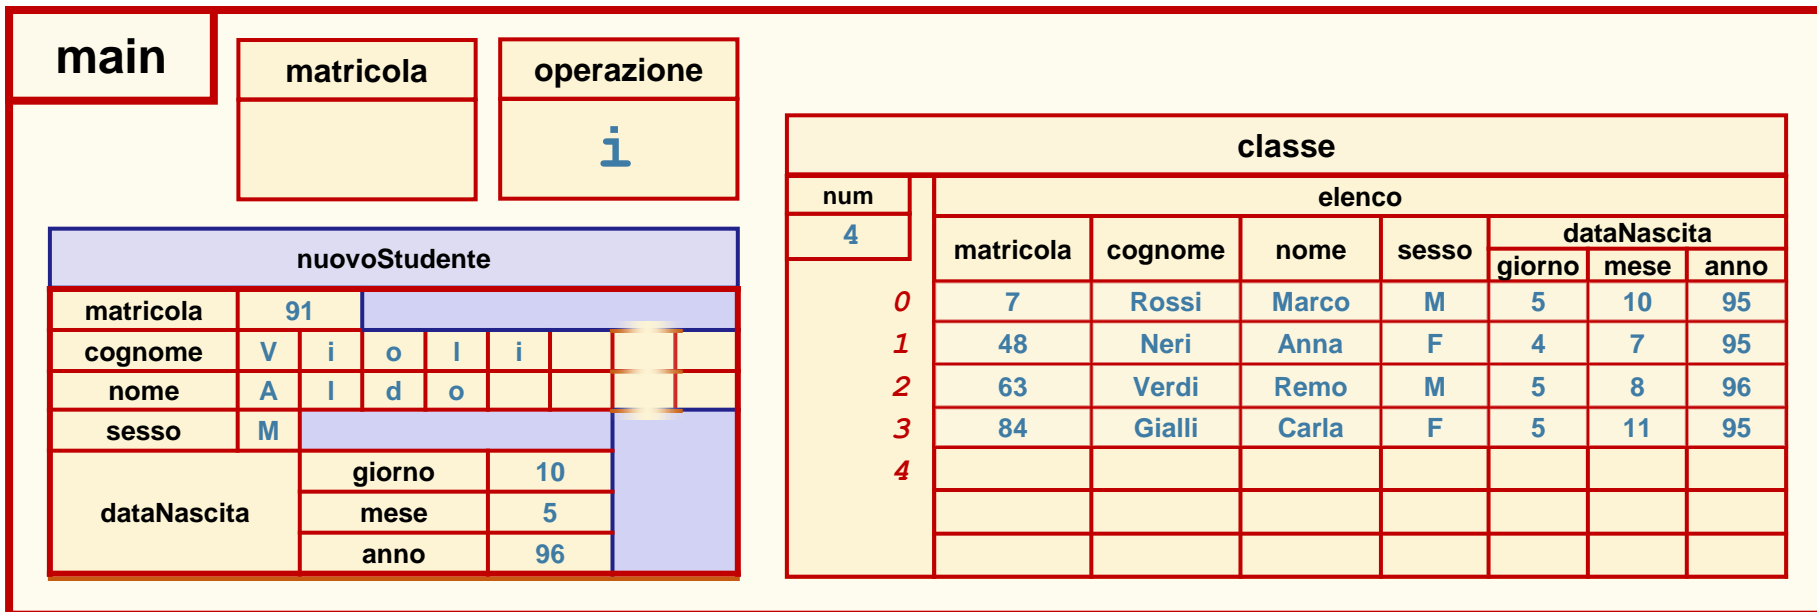 main
matricola
operazione
i
nuovoStudente
matricola 91
cognome V i o l i
nome A l d o
sesso M
dataNascita
giorno 10
mese 5
anno 96
classe
num
4
elenco
matricola cognome nome sesso dataNascita
giorno mese anno
0 7 Rossi Marco M 5 10 95
1 48 Neri Anna F 4 7 95
2 63 Verdi Remo M 5 8 96
3 84 Gialli Carla F 5 11 95
4